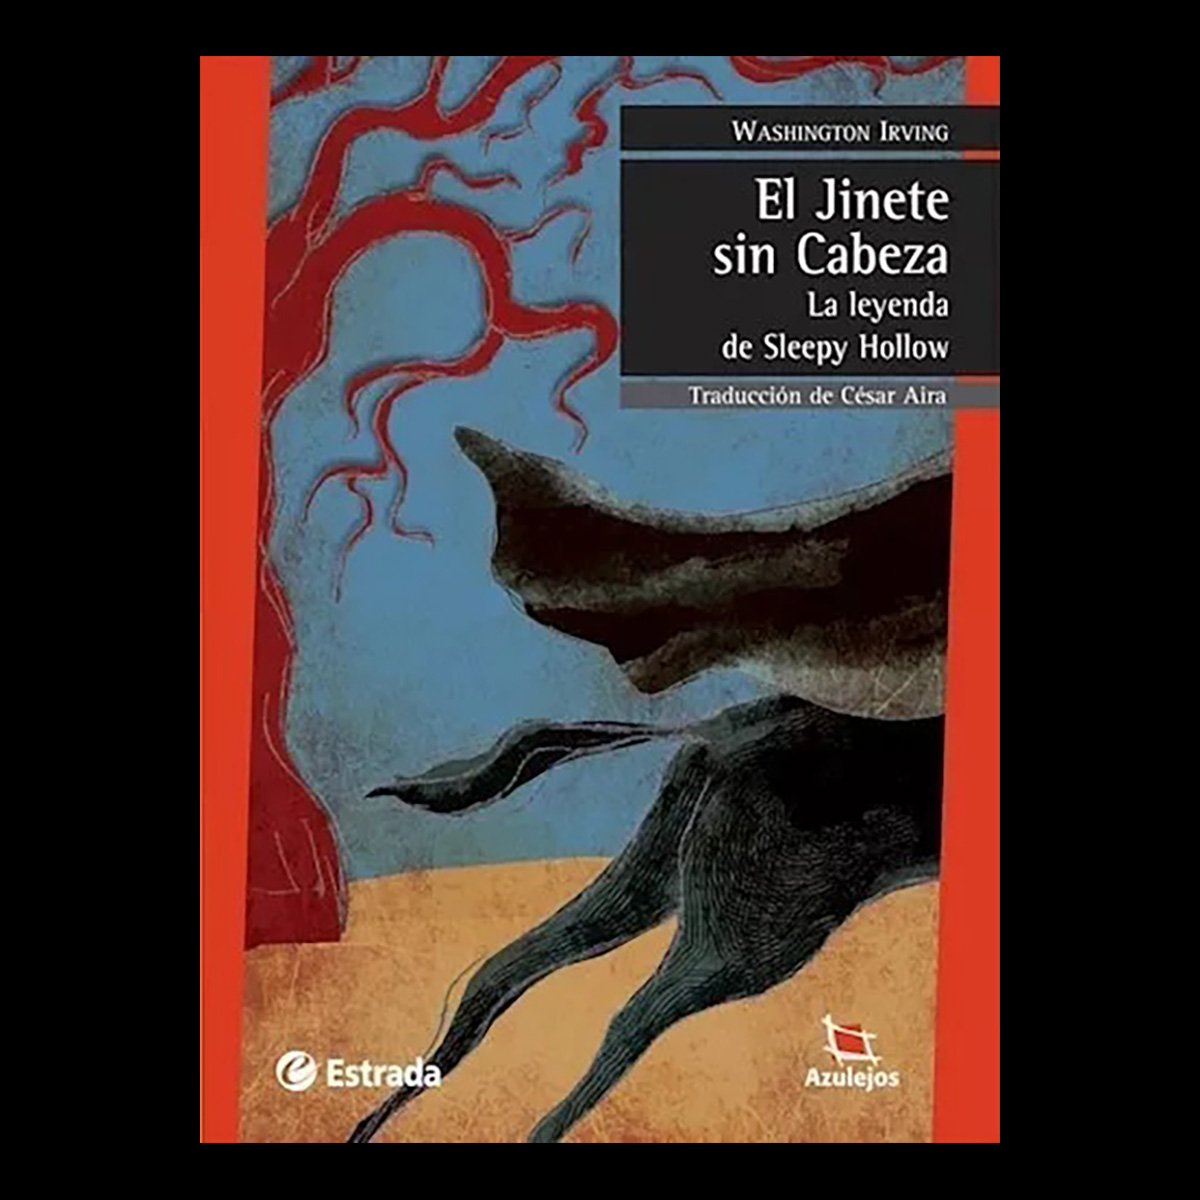 WASHINGTON IRVING
El Jinete
sin Cabeza
La leyenda
de Sleepy Hollow
Traducción de César Aira
e Estrada
Azulejos